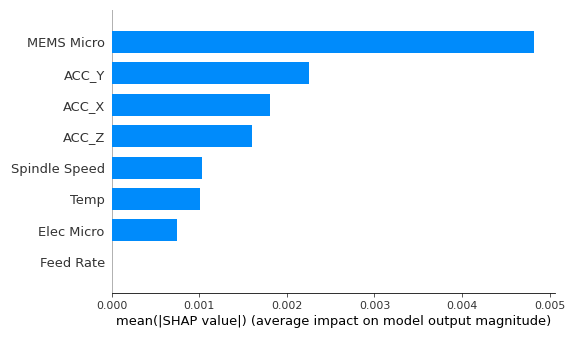 MEMS Micro
ACC_Y
ACC_X
ACC_Z
Spindle Speed
Temp
Elec Micro
Feed Rate
0.000 0.001 0.002 0.003 0.004 0.005
mean(|SHAP value|) (average impact on model output magnitude)